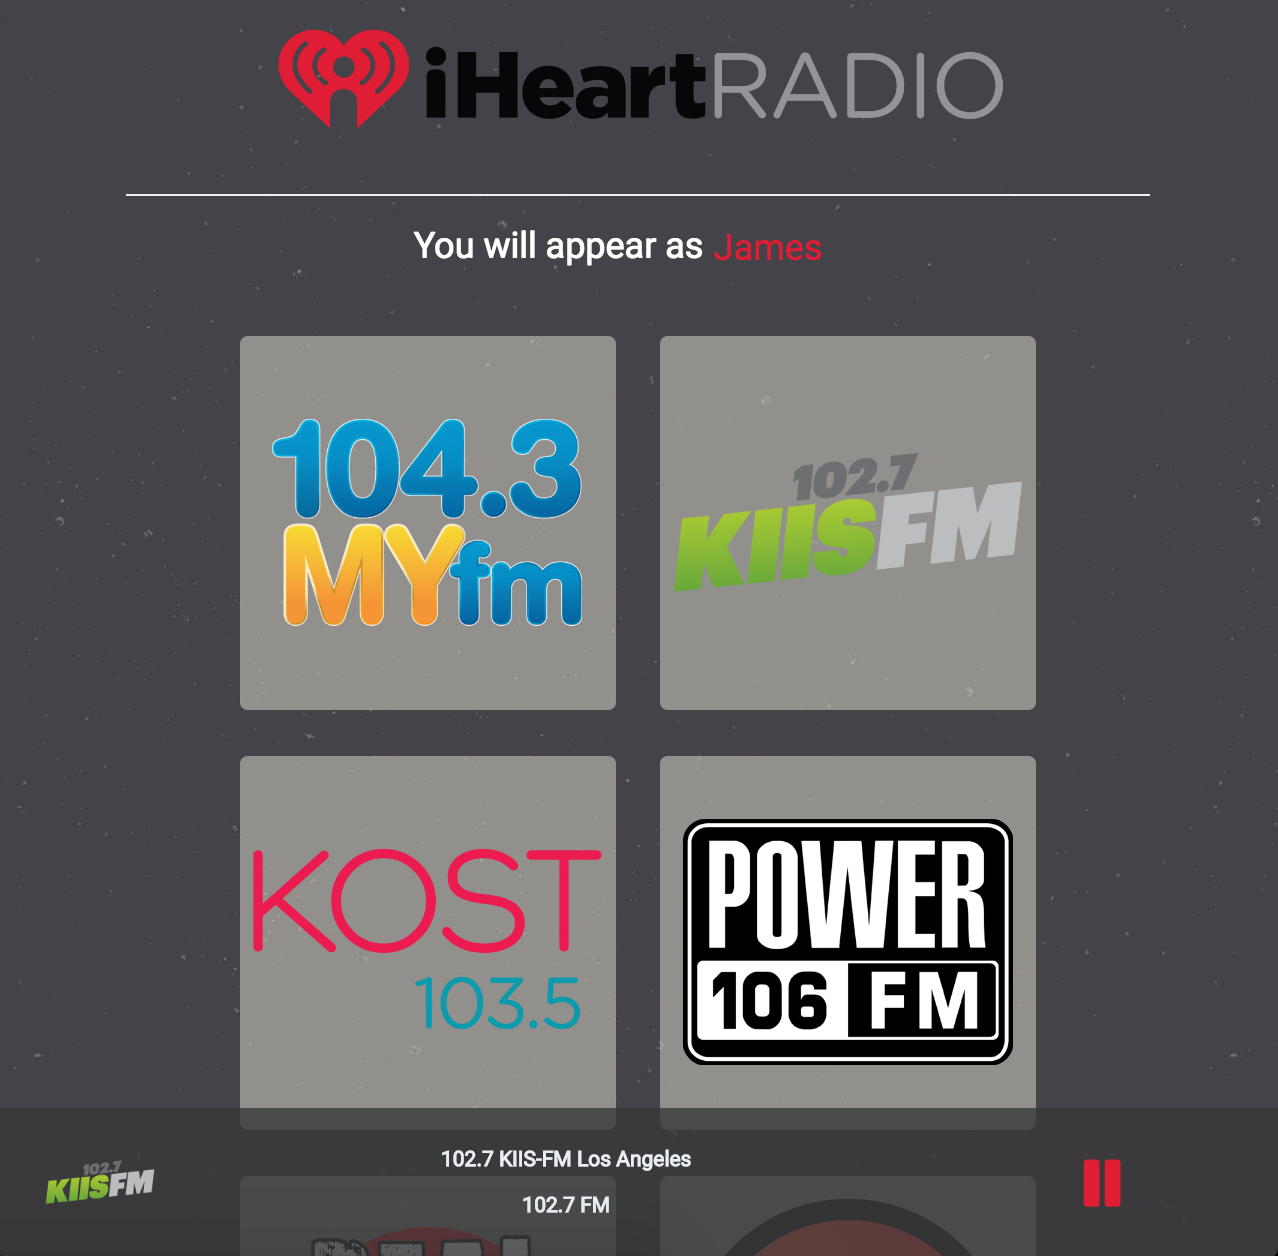 iHeartRADIO
You will appear as James
104.3
MYfm
102.7
KIISFM
KOST
103.5
POWER
106 FM
102.7
KIISFM
102.7 KIIS-FM Los Angeles
102.7 FM